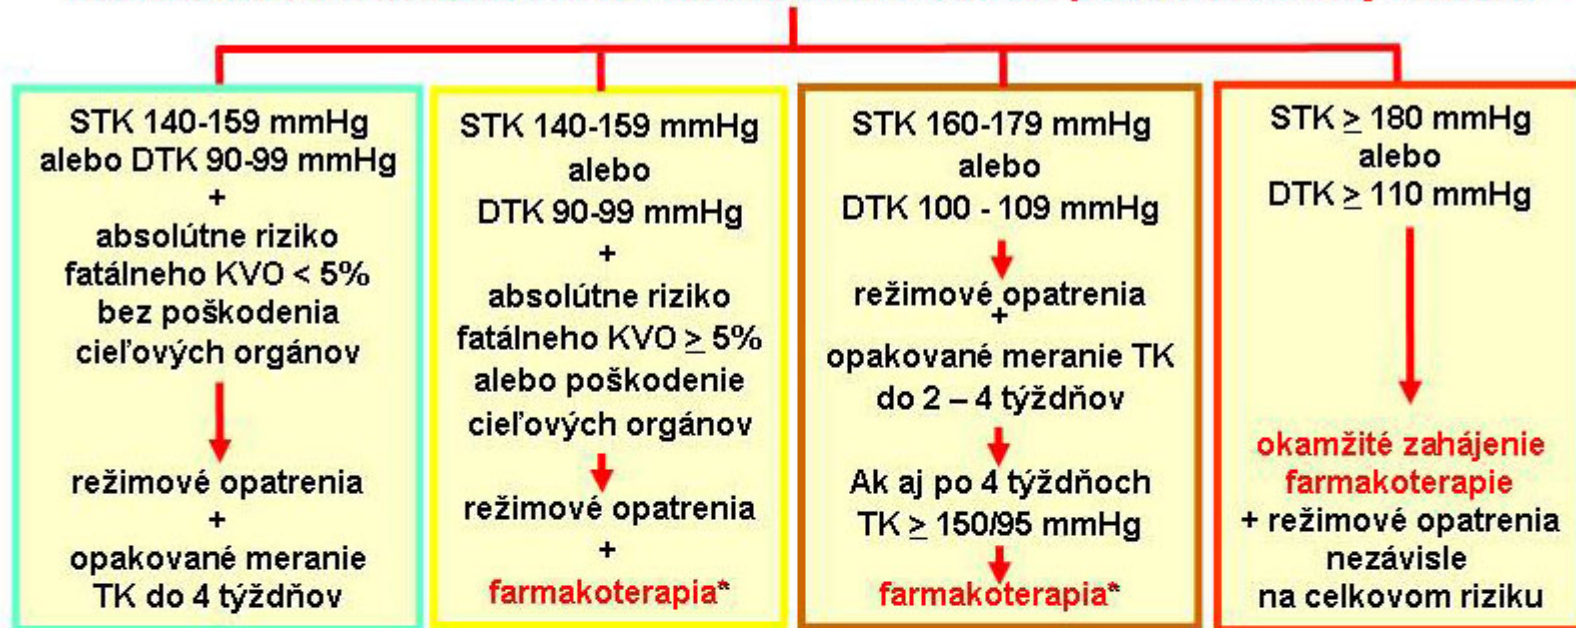 STK 140-159 mmHg
alebo DTK 90-99 mmHg
+
absolútne riziko
fatálneho KVO < 5%
bez poškodenia
cieľových orgánov
režimové opatrenia
+
opakované meranie
TK do 4 týždňov
STK 140-159 mmHg
alebo
DTK 90-99 mmHg
+
absolútne riziko
fatálneho KVO ≥ 5%
alebo poškodenie
cieľových orgánov
režimové opatrenia
+
farmakoterapia*
STK 160-179 mmHg
alebo
DTK 100 - 109 mmHg
režimové opatrenia
+
opakované meranie TK
do 2 – 4 týždňov
Ak aj po 4 týždňoch
TK ≥ 150/95 mmHg
farmakoterapia*
STK ≥ 180 mmHg
alebo
DTK ≥ 110 mmHg
okamžité zahájenie
farmakoterapie
+ režimové opatrenia
nezávisle
na celkovom riziku